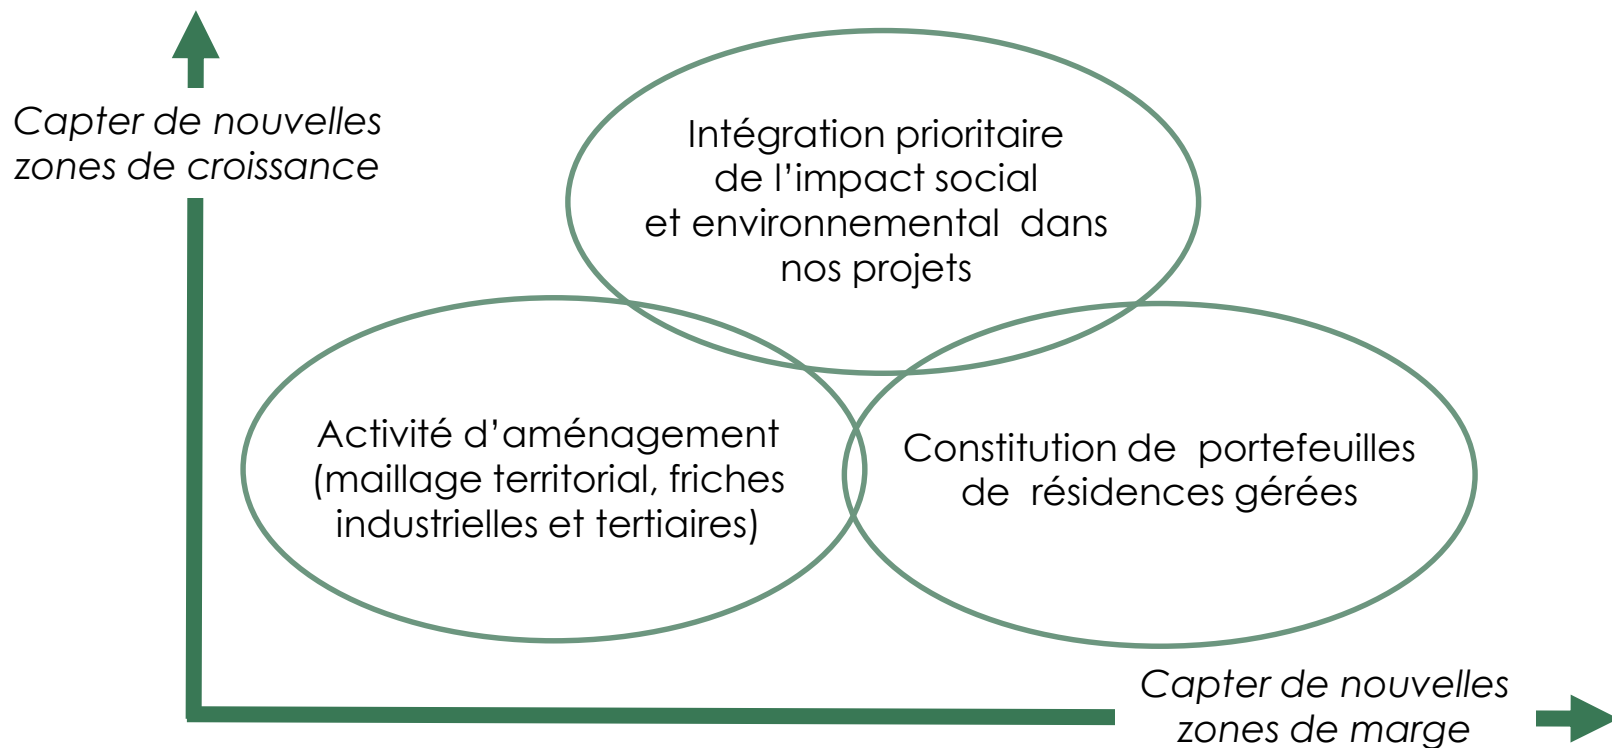 Capter de nouvelles
zones de croissance
Intégration prioritaire
de l’impact social
et environnemental dans
nos projets
Activité d’aménagement
(maillage territorial, friches
industrielles et tertiaires)
Constitution de portefeuilles
de résidences gérées
Capter de nouvelles
zones de marge